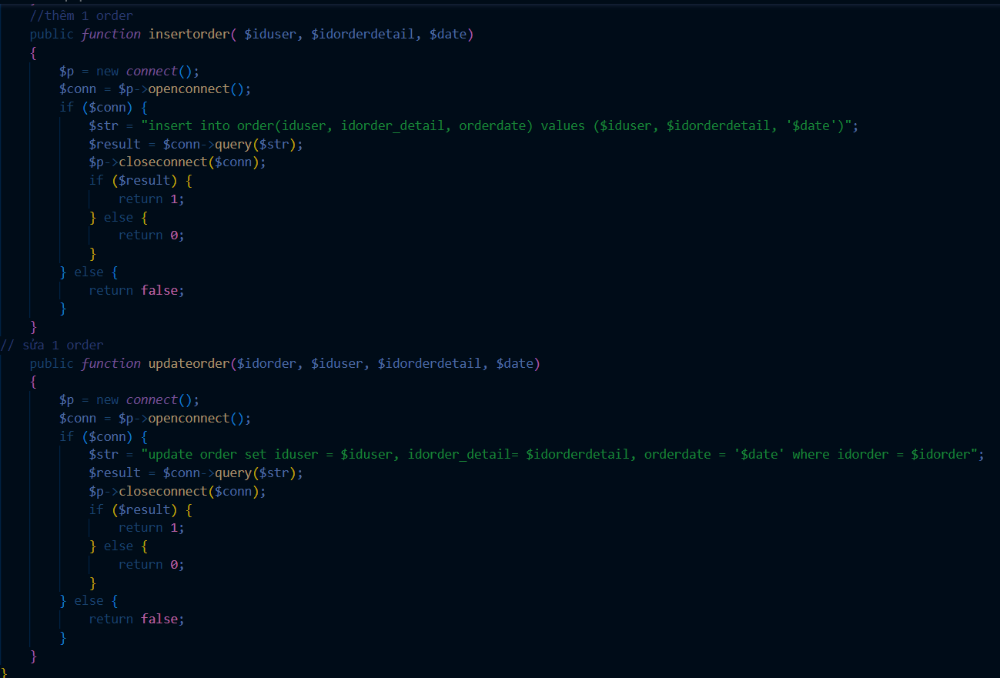 //thêm 1 order
public function insertorder( $iduser, $idorderdetail, $date)
{
$p = new connect();
$conn = $p->openconnect();
if ($conn) {
$str = "insert into order(iduser, idorder_detail, orderdate) values ($iduser, $idorderdetail, '$date')";
$result = $conn->query($str);
$p->closeconnect($conn);
if ($result) {
return 1;
} else {
return 0;
}
} else {
return false;
}
}
// sửa 1 order
public function updateorder($idorder, $iduser, $idorderdetail, $date)
{
$p = new connect();
$conn = $p->openconnect();
if ($conn) {
$str = "update order set iduser = $iduser, idorder_detail= $idorderdetail, orderdate = '$date' where idorder = $idorder";
$result = $conn->query($str);
$p->closeconnect($conn);
if ($result) {
return 1;
} else {
return 0;
}
} else {
return false;
}
}
}